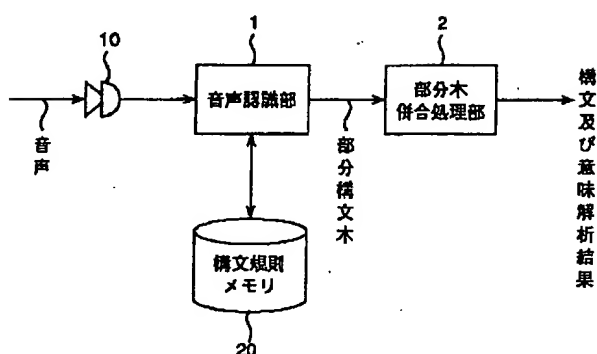 10
1
2
音声認識部
部分木
併合処理部
音声
部分構文木
構文及び意味解析結果
構文規則
メモリ
20